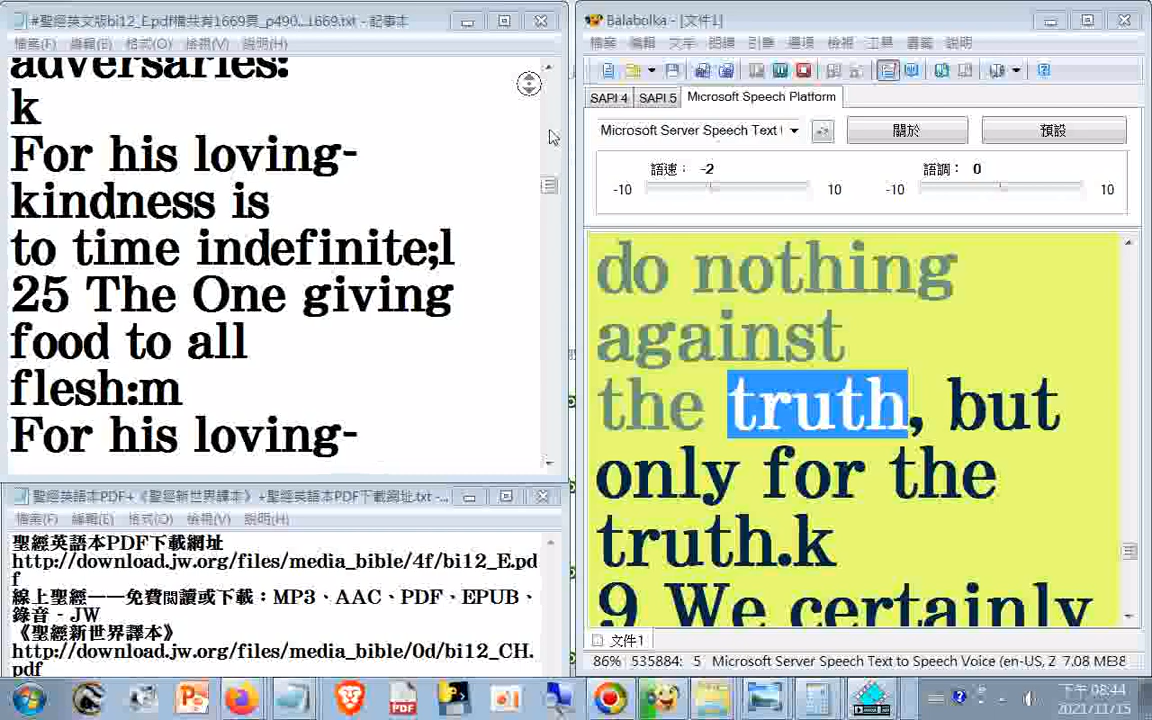 #聖經英文版bi12_E.pdf檔共有1669頁_p490...1669.txt - 記事本
檔案(F) 編輯(E) 格式(O) 檢視(V) 說明(H)
adversaries:
k
For his loving-
kindness is
to time indefinite;l
25 The One giving
food to all
flesh:m
For his loving-
聖經英語本PDF+《聖經新世界譯本》+聖經英語本PDF下載網址.txt -...
檔案(F) 編輯(E) 格式(O) 檢視(V) 說明(H)
聖經英語本PDF下載網址
http://download.jw.org/files/media_bible/4f/bi12_E.pd
f
線上聖經——免費閱讀或下載：MP3、AAC、PDF、EPUB、
錄音 - JW
《聖經新世界譯本》
http://download.jw.org/files/media_bible/0d/bi12_CH.
pdf
Balabolka - [文件1]
檔案 編輯 文字 朗讀 引擎 選項 檢視 工具 書籤 說明
SAPI 4 SAPI 5 Microsoft Speech Platform
Microsoft Server Speech Text 關於 預設
語速： -2 語調： 0
-10 10 -10 10
do nothing
against
the truth, but
only for the
truth.k
9 We certainly
文件1
86% 535884: 5 Microsoft Server Speech Text to Speech Voice (en-US, Z 7.08 MB
下午 08:44
2021/11/15